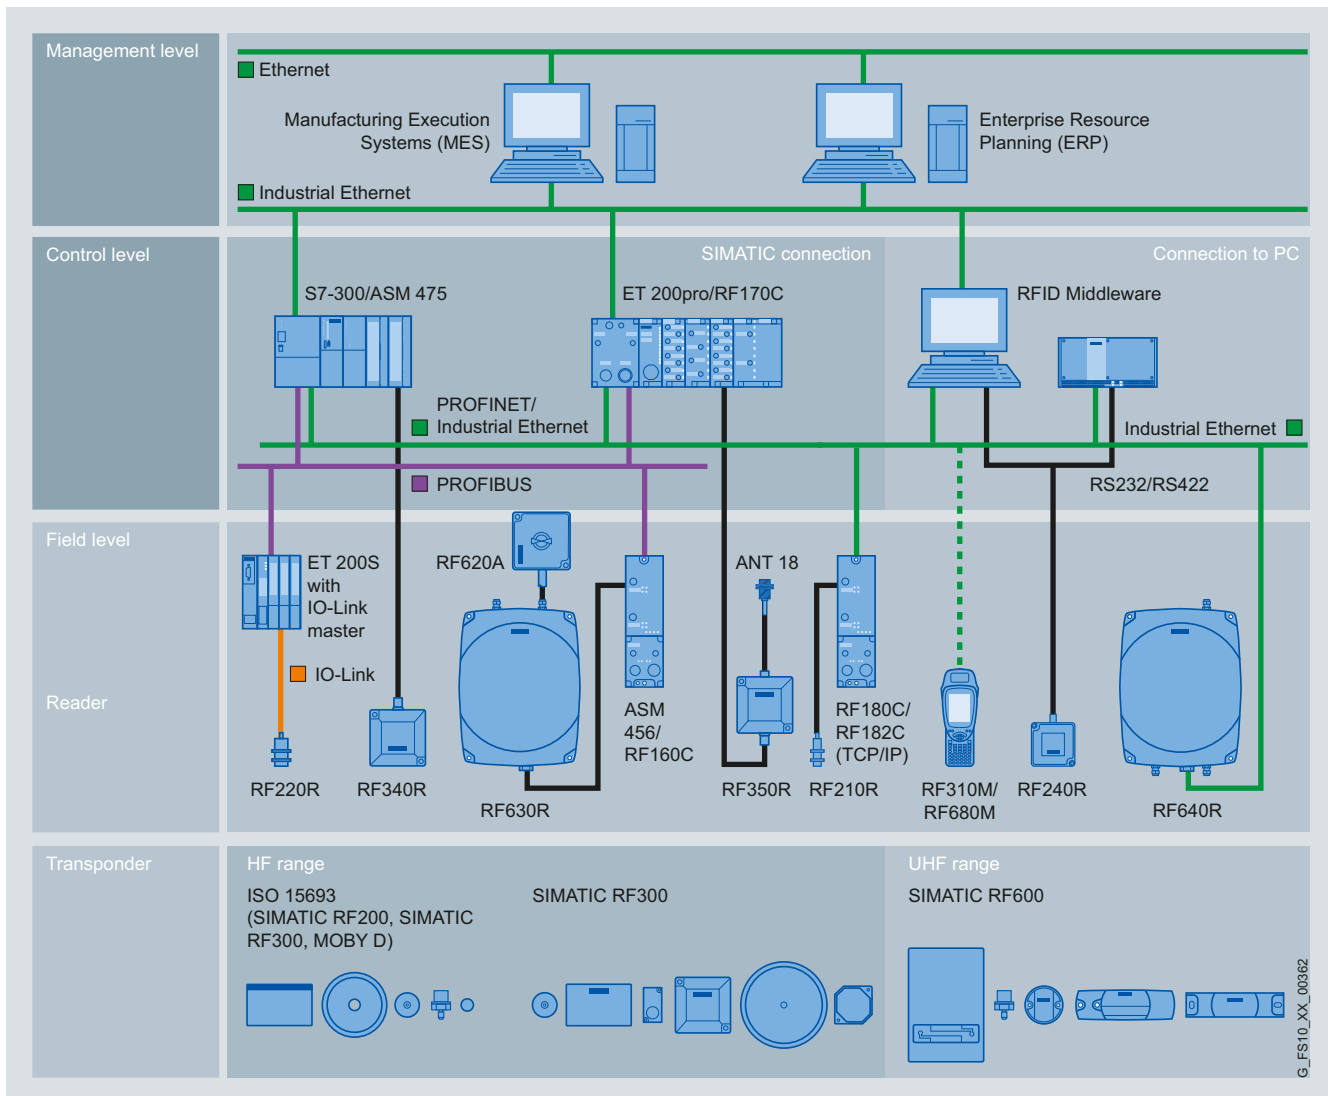 Management level
Ethernet
Manufacturing Execution
Systems (MES)
Enterprise Resource
Planning (ERP)
Industrial Ethernet
Control level
SIMATIC connection
Connection to PC
S7-300/ASM 475
ET 200pro/RF170C
RFID Middleware
PROFINET/
Industrial Ethernet
Industrial Ethernet
PROFIBUS
RS232/RS422
Field level
ET 200S
with
IO-Link
master
RF620A
ANT 18
IO-Link
Reader
ASM
456/
RF160C
RF180C/
RF182C
(TCP/IP)
RF220R
RF340R
RF630R
RF350R
RF210R
RF310M/
RF680M
RF240R
RF640R
Transponder
HF range
UHF range
ISO 15693
(SIMATIC RF200, SIMATIC
RF300, MOBY D)
SIMATIC RF300
SIMATIC RF600
G_FS10_XX_00362